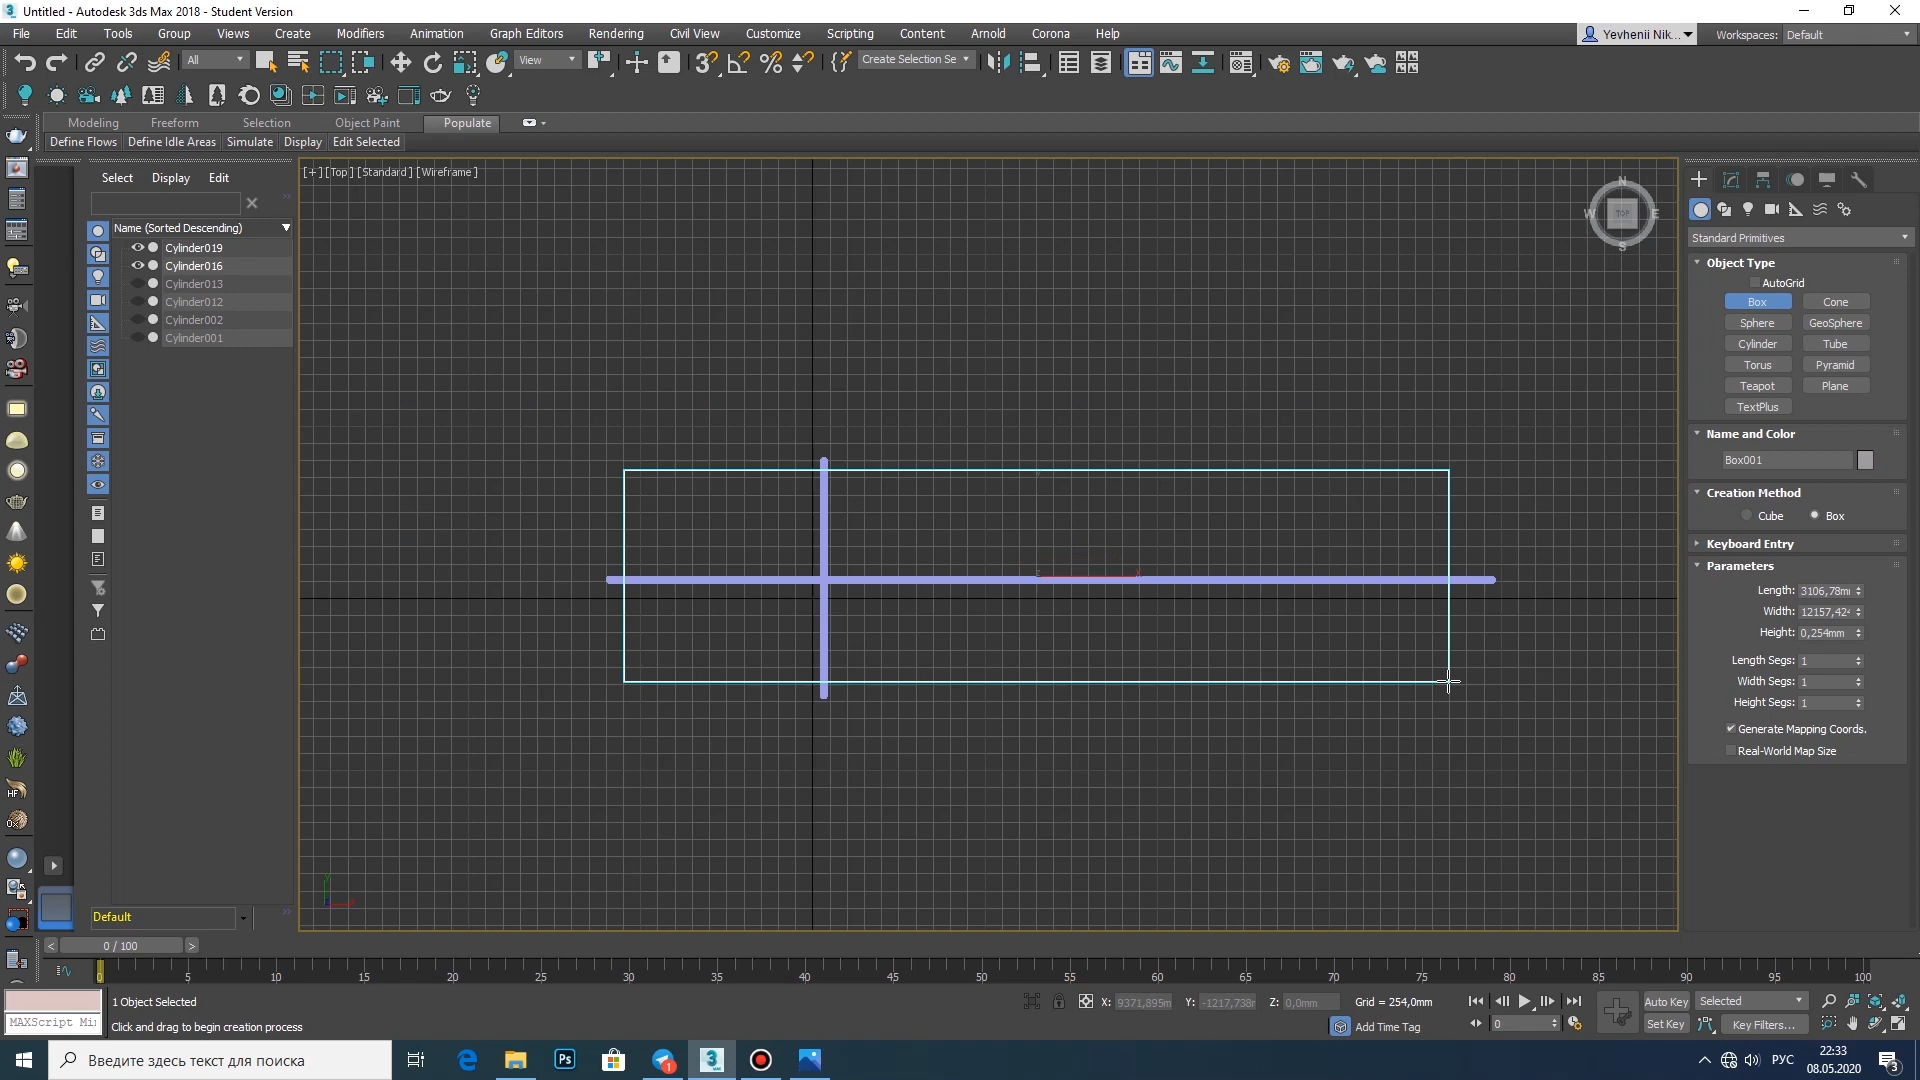 Untitled - Autodesk 3ds Max 2018 - Student Version
File Edit Tools Group Views Create Modifiers Animation Graph Editors Rendering Civil View Customize Scripting Content Arnold Corona Help
Yevhenii Nik... Workspaces: Default
All View Create Selection Se
Modeling Freeform Selection Object Paint Populate
Define Flows Define Idle Areas Simulate Display Edit Selected
Select Display Edit
[+] [Top] [Standard] [Wireframe]
Name (Sorted Descending)
Cylinder019
Cylinder016
Cylinder013
Cylinder012
Cylinder002
Cylinder001
N
W TOP E
S
Standard Primitives
Object Type
AutoGrid
Box Cone
Sphere GeoSphere
Cylinder Tube
Torus Pyramid
Teapot Plane
TextPlus
Name and Color
Box001
Creation Method
Cube Box
Keyboard Entry
Parameters
Length: 3106,78m
Width: 12157,424
Height: 0,254mm
Length Segs: 1
Width Segs: 1
Height Segs: 1
Generate Mapping Coords.
Real-World Map Size
Default
< 0 / 100 >
0 5 10 15 20 25 30 35 40 45 50 55 60 65 70 75 80 85 90 95 100
1 Object Selected
X: 9371,895m Y: -1217,738m Z: 0,0mm Grid = 254,0mm
Auto Key Selected
MAXScript Mi
Click and drag to begin creation process
Add Time Tag
0
Set Key Key Filters...
Введите здесь текст для поиска
Ps
3
1
РУС
22:33
08.05.2020
3